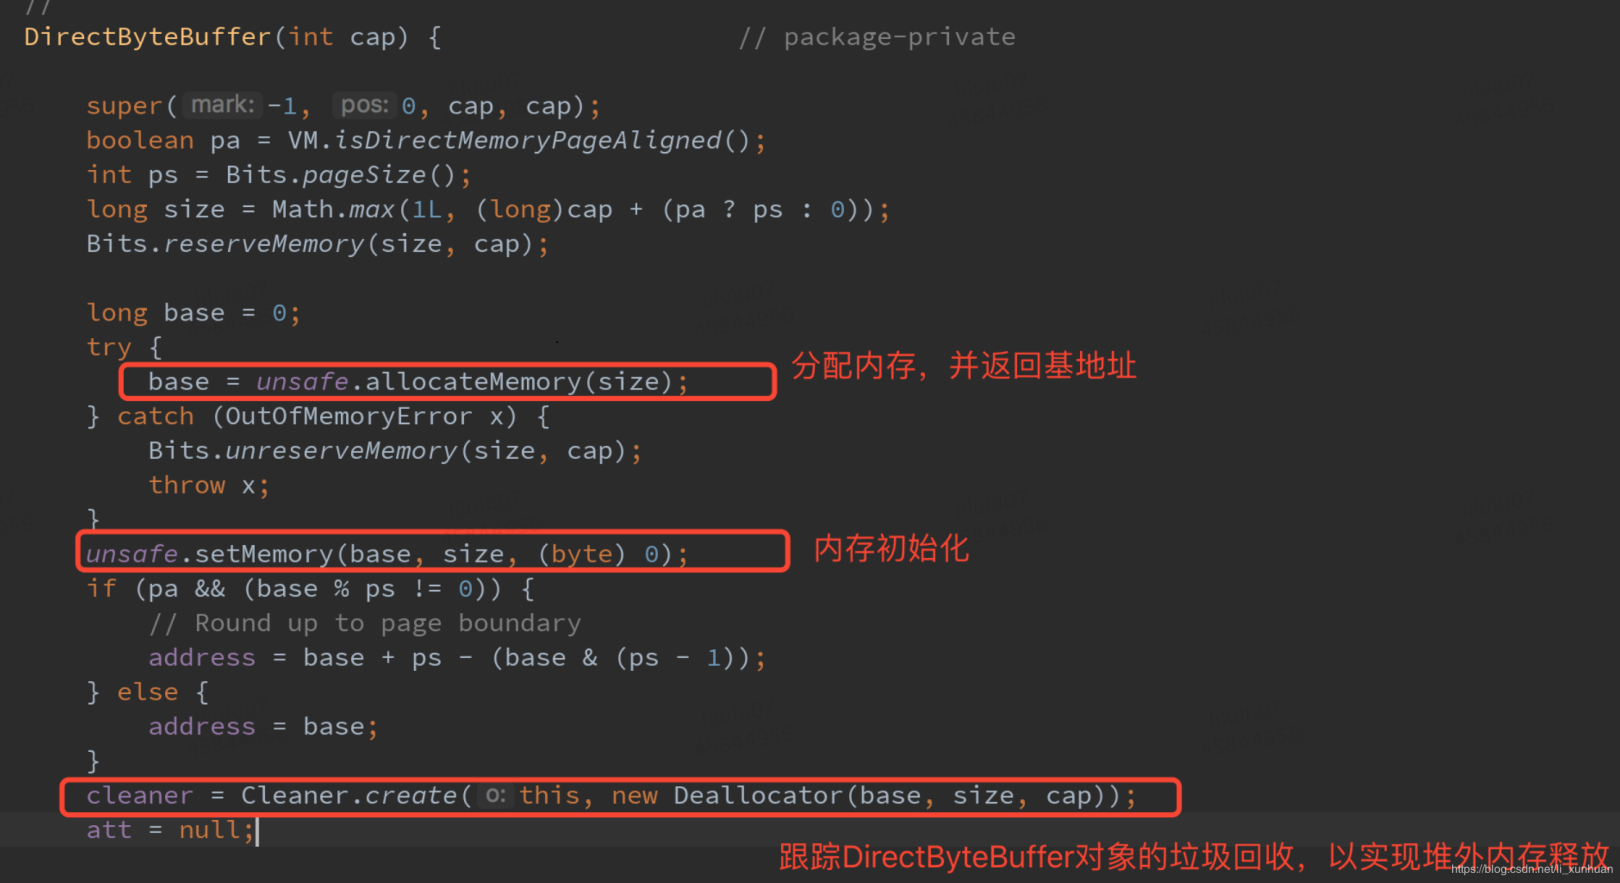 //
DirectByteBuffer(int cap) {                   // package-private
super( mark: -1,  pos: 0, cap, cap);
boolean pa = VM.isDirectMemoryPageAligned();
int ps = Bits.pageSize();
long size = Math.max(1L, (long)cap + (pa ? ps : 0));
Bits.reserveMemory(size, cap);
long base = 0;
try {
base = unsafe.allocateMemory(size); 分配内存，并返回基地址
} catch (OutOfMemoryError x) {
Bits.unreserveMemory(size, cap);
throw x;
}
unsafe.setMemory(base, size, (byte) 0); 内存初始化
if (pa && (base % ps != 0)) {
// Round up to page boundary
address = base + ps - (base & (ps - 1));
} else {
address = base;
}
cleaner = Cleaner.create( o: this, new Deallocator(base, size, cap));
att = null;
跟踪DirectByteBuffer对象的垃圾回收，以实现堆外内存释放
https://blog.csdn.net/li_xunhuan